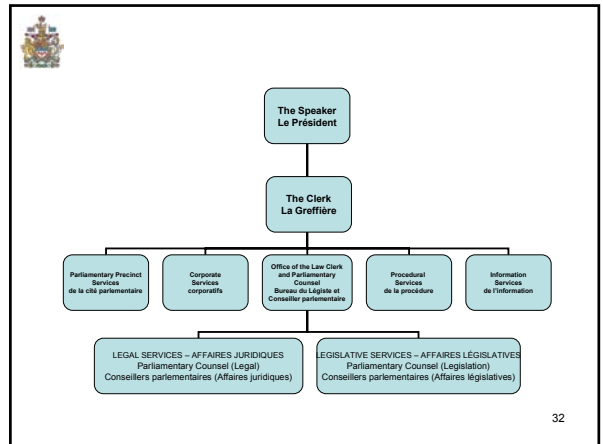 The Speaker
Le Président
The Clerk
La Greffière
Parliamentary Precinct
Services
de la cité parlementaire
Corporate
Services
corporatifs
Office of the Law Clerk
and Parliamentary
Counsel
Bureau du Légiste et
Conseiller parlementaire
Procedural
Services
de la procédure
Information
Services
de l'information
LEGAL SERVICES – AFFAIRES JURIDIQUES
Parliamentary Counsel (Legal)
Conseillers parlementaires (Affaires juridiques)
LEGISLATIVE SERVICES – AFFAIRES LÉGISLATIVES
Parliamentary Counsel (Legislation)
Conseillers parlementaires (Affaires législatives)
32